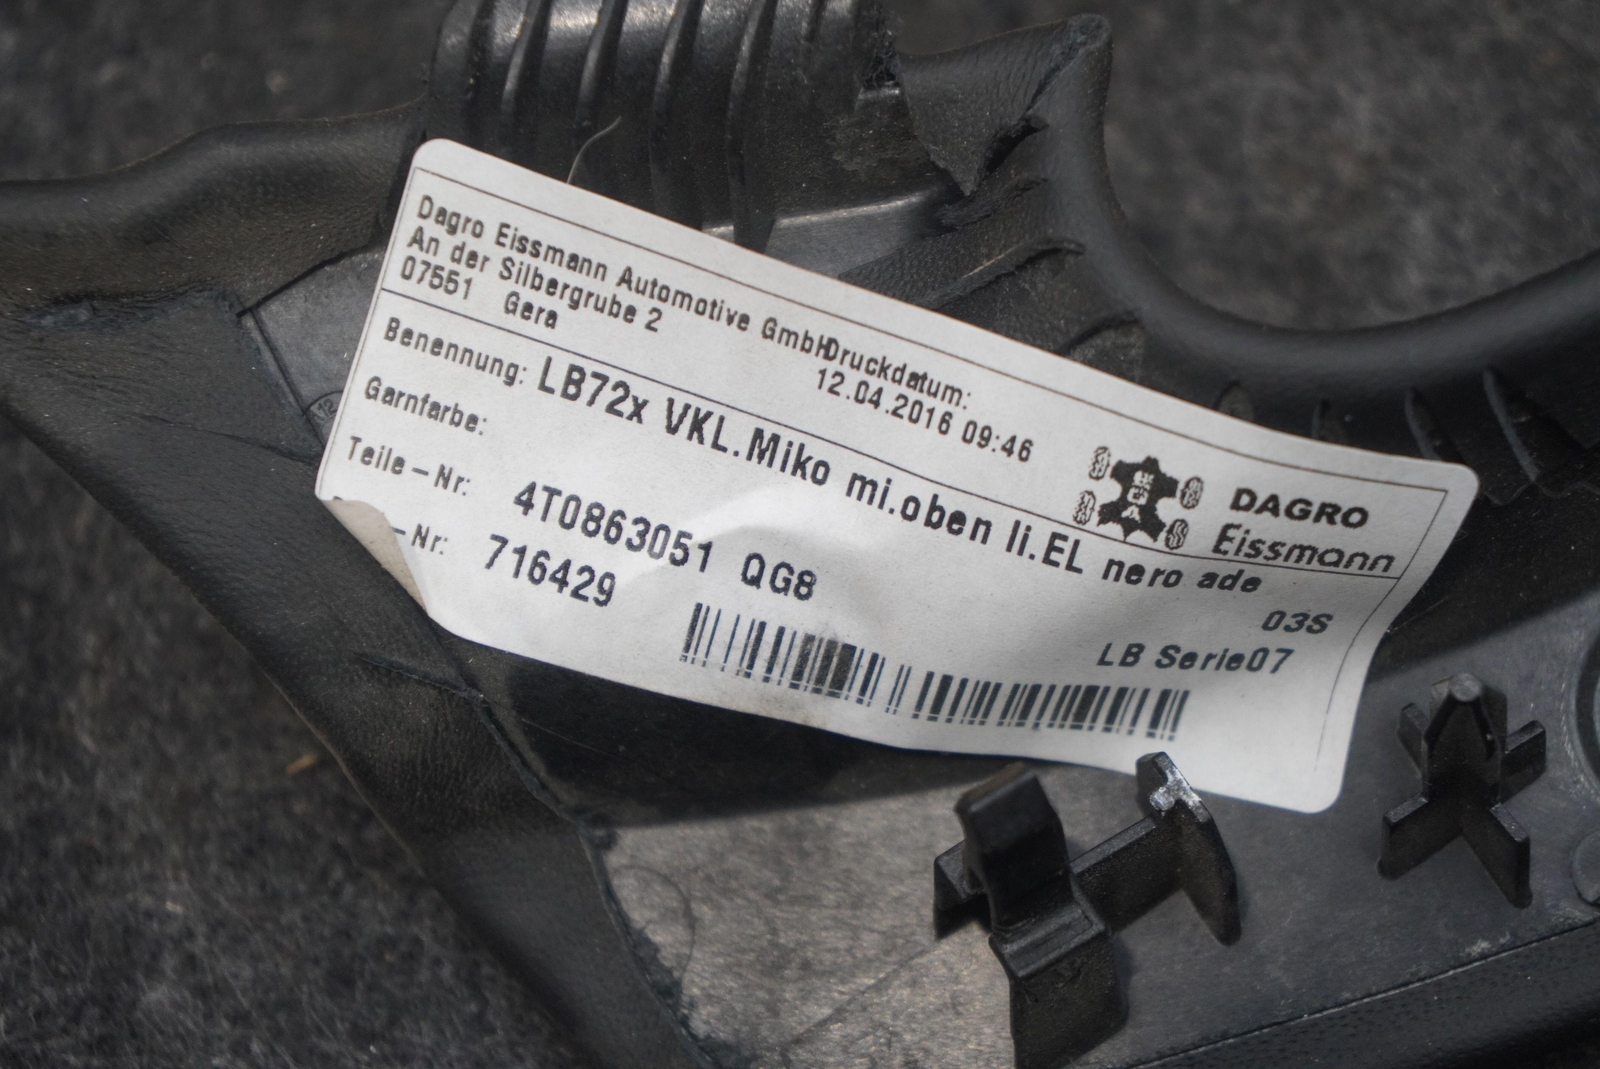 Dagro Eissmann Automotive GmbH
An der Silbergrube 2
07551 Gera
Druckdatum:
12.04.2016 09:46
DAGRO
Eissmann
Benennung: LB72x VKL.Miko mi.oben li.EL nero ade
Garnfarbe:
03S
Teile-Nr: 4T0863051 QG8
LB Serie07
-Nr: 716429
12